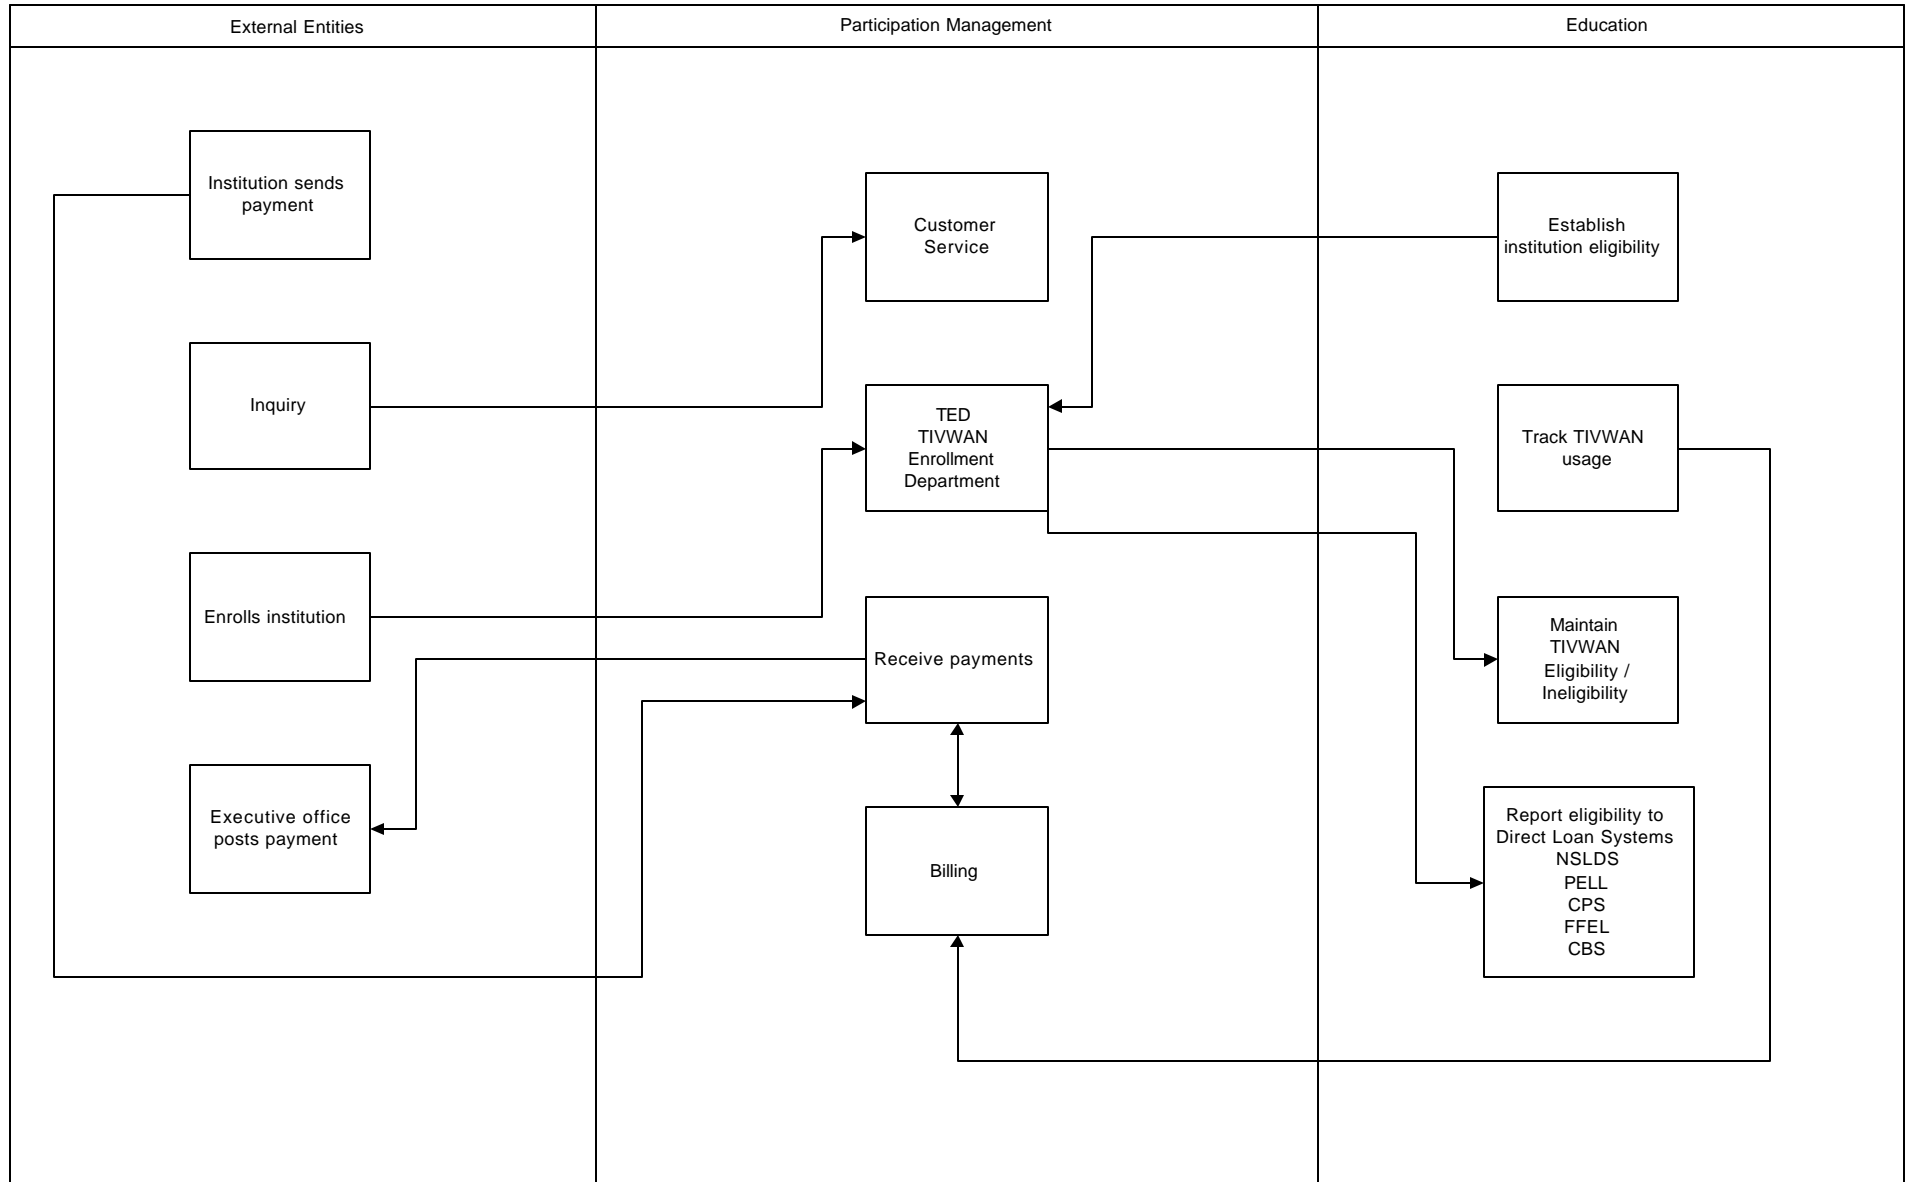 External Entities
Participation Management
Education
Institution sends
payment
Inquiry
Enrolls institution
Executive office
posts payment
Customer
Service
TED
TIVWAN
Enrollment
Department
Receive payments
Billing
Establish
institution eligibility
Track TIVWAN
usage
Maintain
TIVWAN
Eligibility /
Ineligibility
Report eligibility to
Direct Loan Systems
NSLDS
PELL
CPS
FFEL
CBS